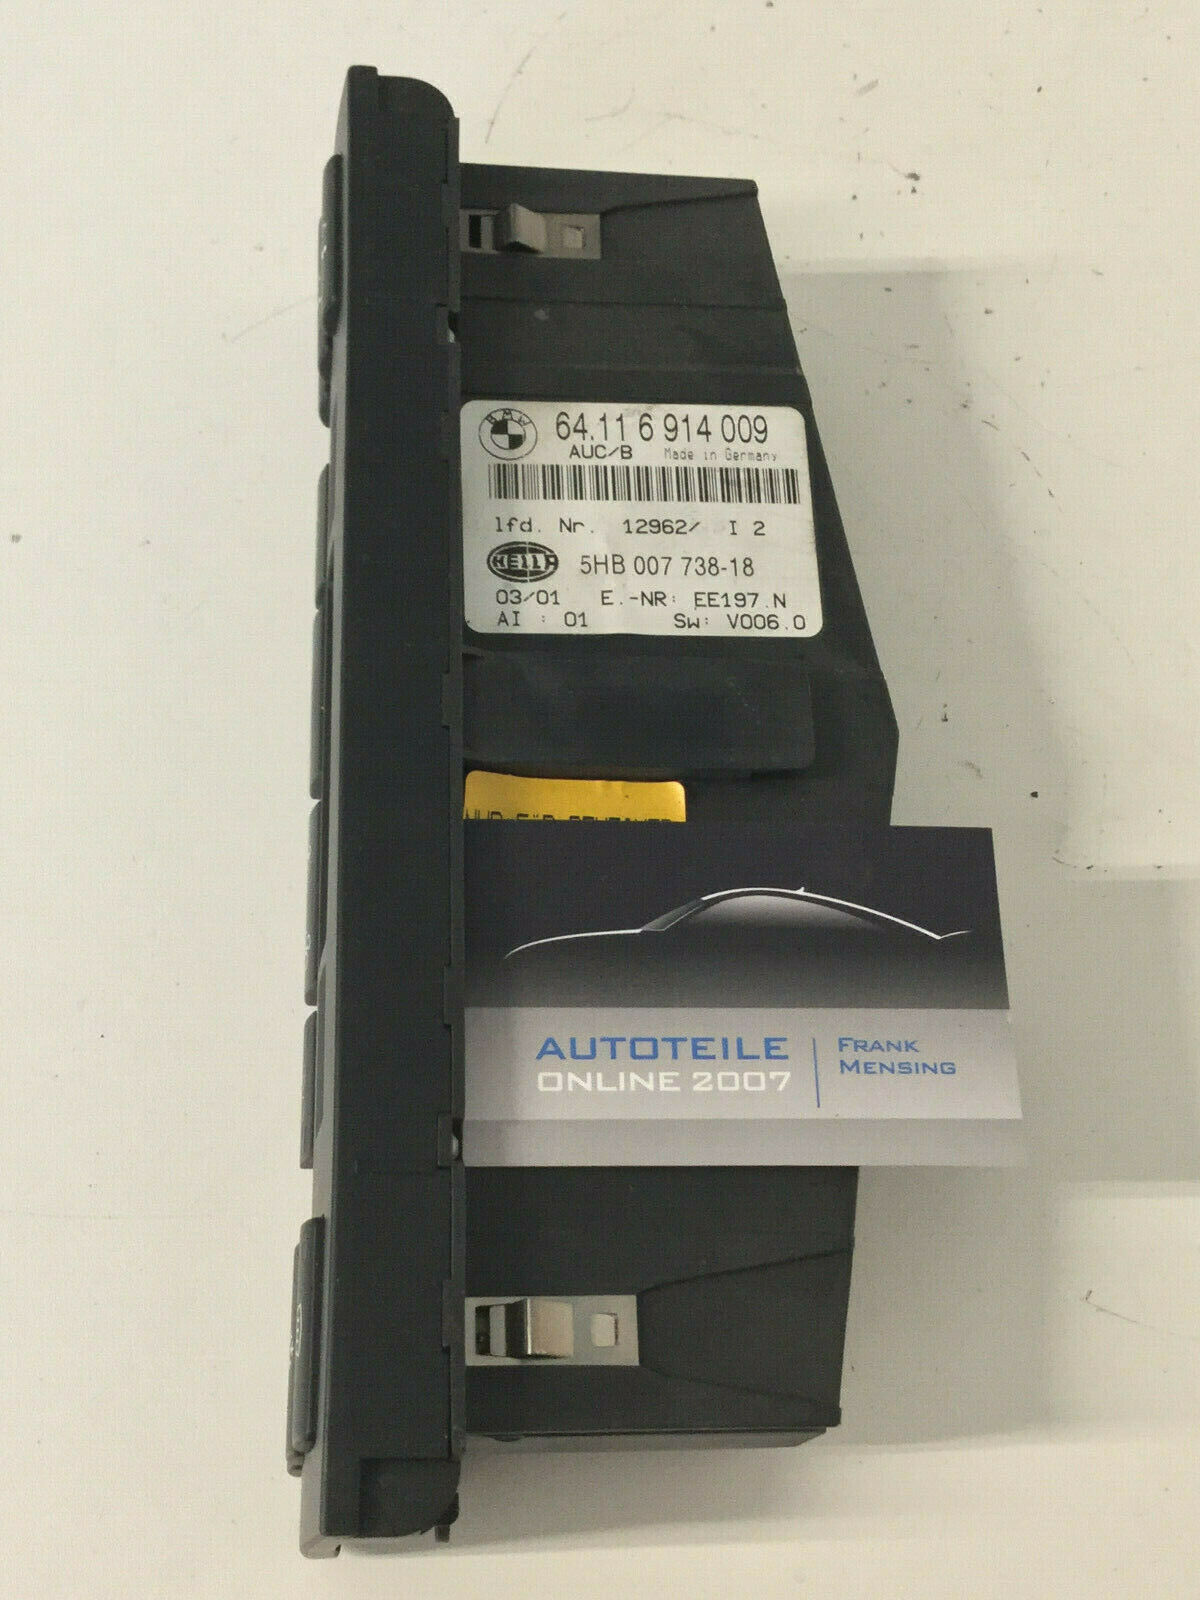 BMW
64.11 6 914 009
AUC/B Made in Germany
lfd. Nr. 12962/ I 2
HELLA 5HB 007 738-18
03/01 E.-NR: EE197.N
AI : 01 SW: V006.0
AUTOTEILE
ONLINE 2007
FRANK
MENSING